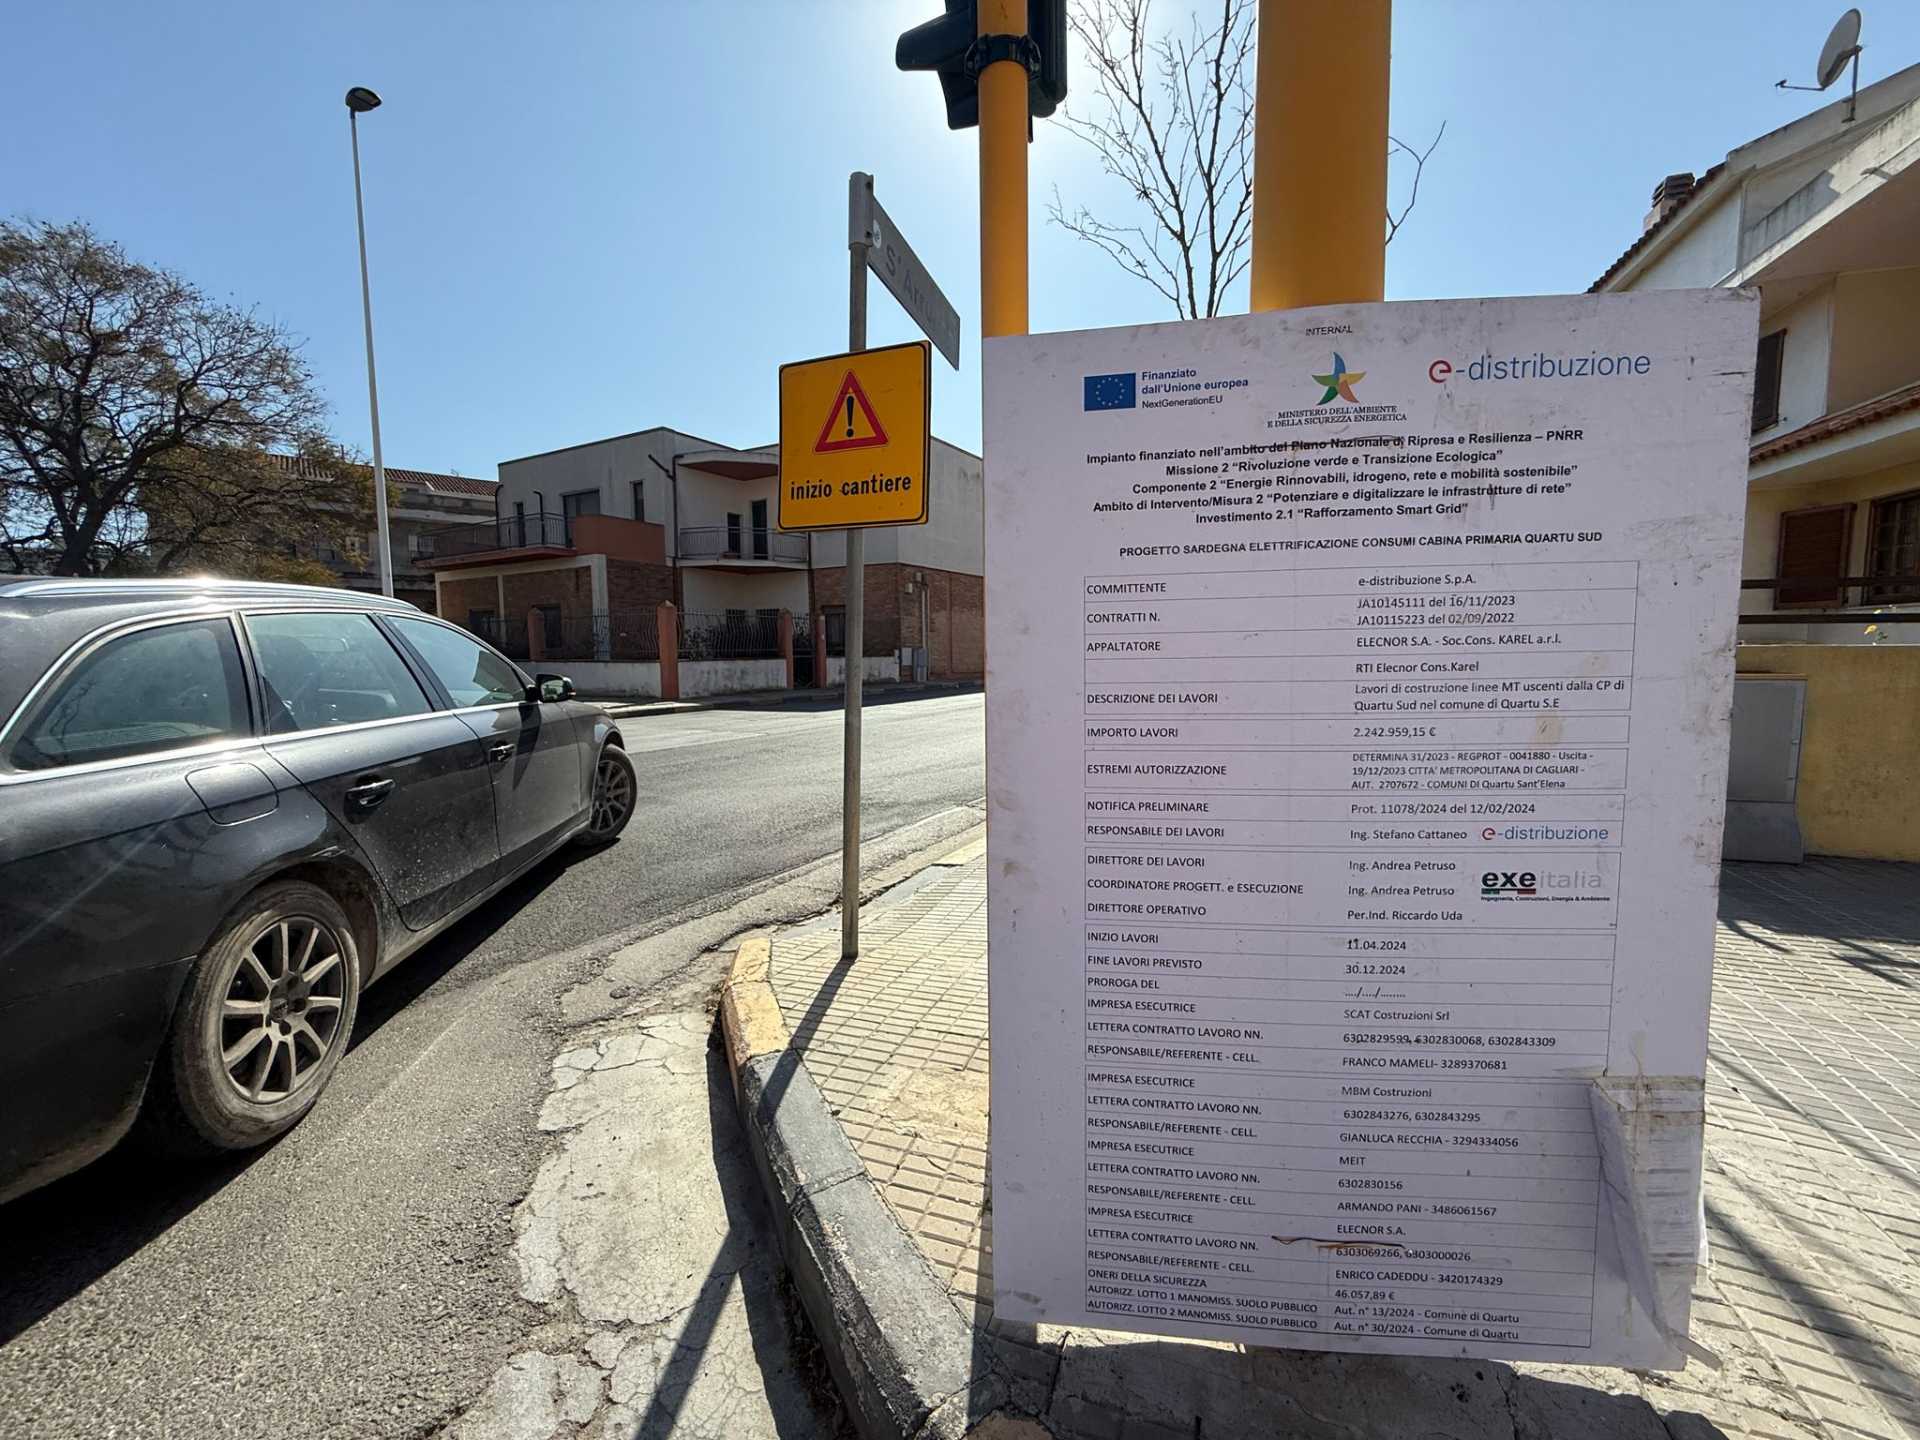 S'Arrulloni
inizio cantiere
INTERNAL
Finanziato
dall'Unione europea
NextGenerationEU
MINISTERO DELL'AMBIENTE
E DELLA SICUREZZA ENERGETICA
e-distribuzione
Impianto finanziato nell'ambito del Piano Nazionale di Ripresa e Resilienza – PNRR
Missione 2 "Rivoluzione verde e Transizione Ecologica"
Componente 2 "Energie Rinnovabili, idrogeno, rete e mobilità sostenibile"
Ambito di Intervento/Misura 2 "Potenziare e digitalizzare le infrastrutture di rete"
Investimento 2.1 "Rafforzamento Smart Grid"
PROGETTO SARDEGNA ELETTRIFICAZIONE CONSUMI CABINA PRIMARIA QUARTU SUD
COMMITTENTE e-distribuzione S.p.A.
CONTRATTI N. JA10145111 del 16/11/2023
JA10115223 del 02/09/2022
APPALTATORE ELECNOR S.A. - Soc.Cons. KAREL a.r.l.
RTI Elecnor Cons.Karel
DESCRIZIONE DEI LAVORI Lavori di costruzione linee MT uscenti dalla CP di
Quartu Sud nel comune di Quartu S.E
IMPORTO LAVORI 2.242.959,15 €
ESTREMI AUTORIZZAZIONE DETERMINA 31/2023 - REGPROT - 0041880 - Uscita -
19/12/2023 CITTA' METROPOLITANA DI CAGLIARI -
AUT. 2707672 - COMUNI DI Quartu Sant'Elena
NOTIFICA PRELIMINARE Prot. 11078/2024 del 12/02/2024
RESPONSABILE DEI LAVORI Ing. Stefano Cattaneo e-distribuzione
DIRETTORE DEI LAVORI Ing. Andrea Petruso
COORDINATORE PROGETT. e ESECUZIONE Ing. Andrea Petruso exeitalia
Ingegneria, Costruzioni, Energia & Ambiente
DIRETTORE OPERATIVO Per.Ind. Riccardo Uda
INIZIO LAVORI 11.04.2024
FINE LAVORI PREVISTO 30.12.2024
PROROGA DEL ..../..../........
IMPRESA ESECUTRICE SCAT Costruzioni Srl
LETTERA CONTRATTO LAVORO NN. 6302829599, 6302830068, 6302843309
RESPONSABILE/REFERENTE - CELL. FRANCO MAMELI- 3289370681
IMPRESA ESECUTRICE MBM Costruzioni
LETTERA CONTRATTO LAVORO NN. 6302843276, 6302843295
RESPONSABILE/REFERENTE - CELL. GIANLUCA RECCHIA - 3294334056
IMPRESA ESECUTRICE MEIT
LETTERA CONTRATTO LAVORO NN. 6302830156
RESPONSABILE/REFERENTE - CELL. ARMANDO PANI - 3486061567
IMPRESA ESECUTRICE ELECNOR S.A.
LETTERA CONTRATTO LAVORO NN. 6303069266, 6303000026
RESPONSABILE/REFERENTE - CELL. ENRICO CADEDDU - 3420174329
ONERI DELLA SICUREZZA 46.057,89 €
AUTORIZZ. LOTTO 1 MANOMISS. SUOLO PUBBLICO Aut. n° 13/2024 - Comune di Quartu
AUTORIZZ. LOTTO 2 MANOMISS. SUOLO PUBBLICO Aut. n° 30/2024 - Comune di Quartu